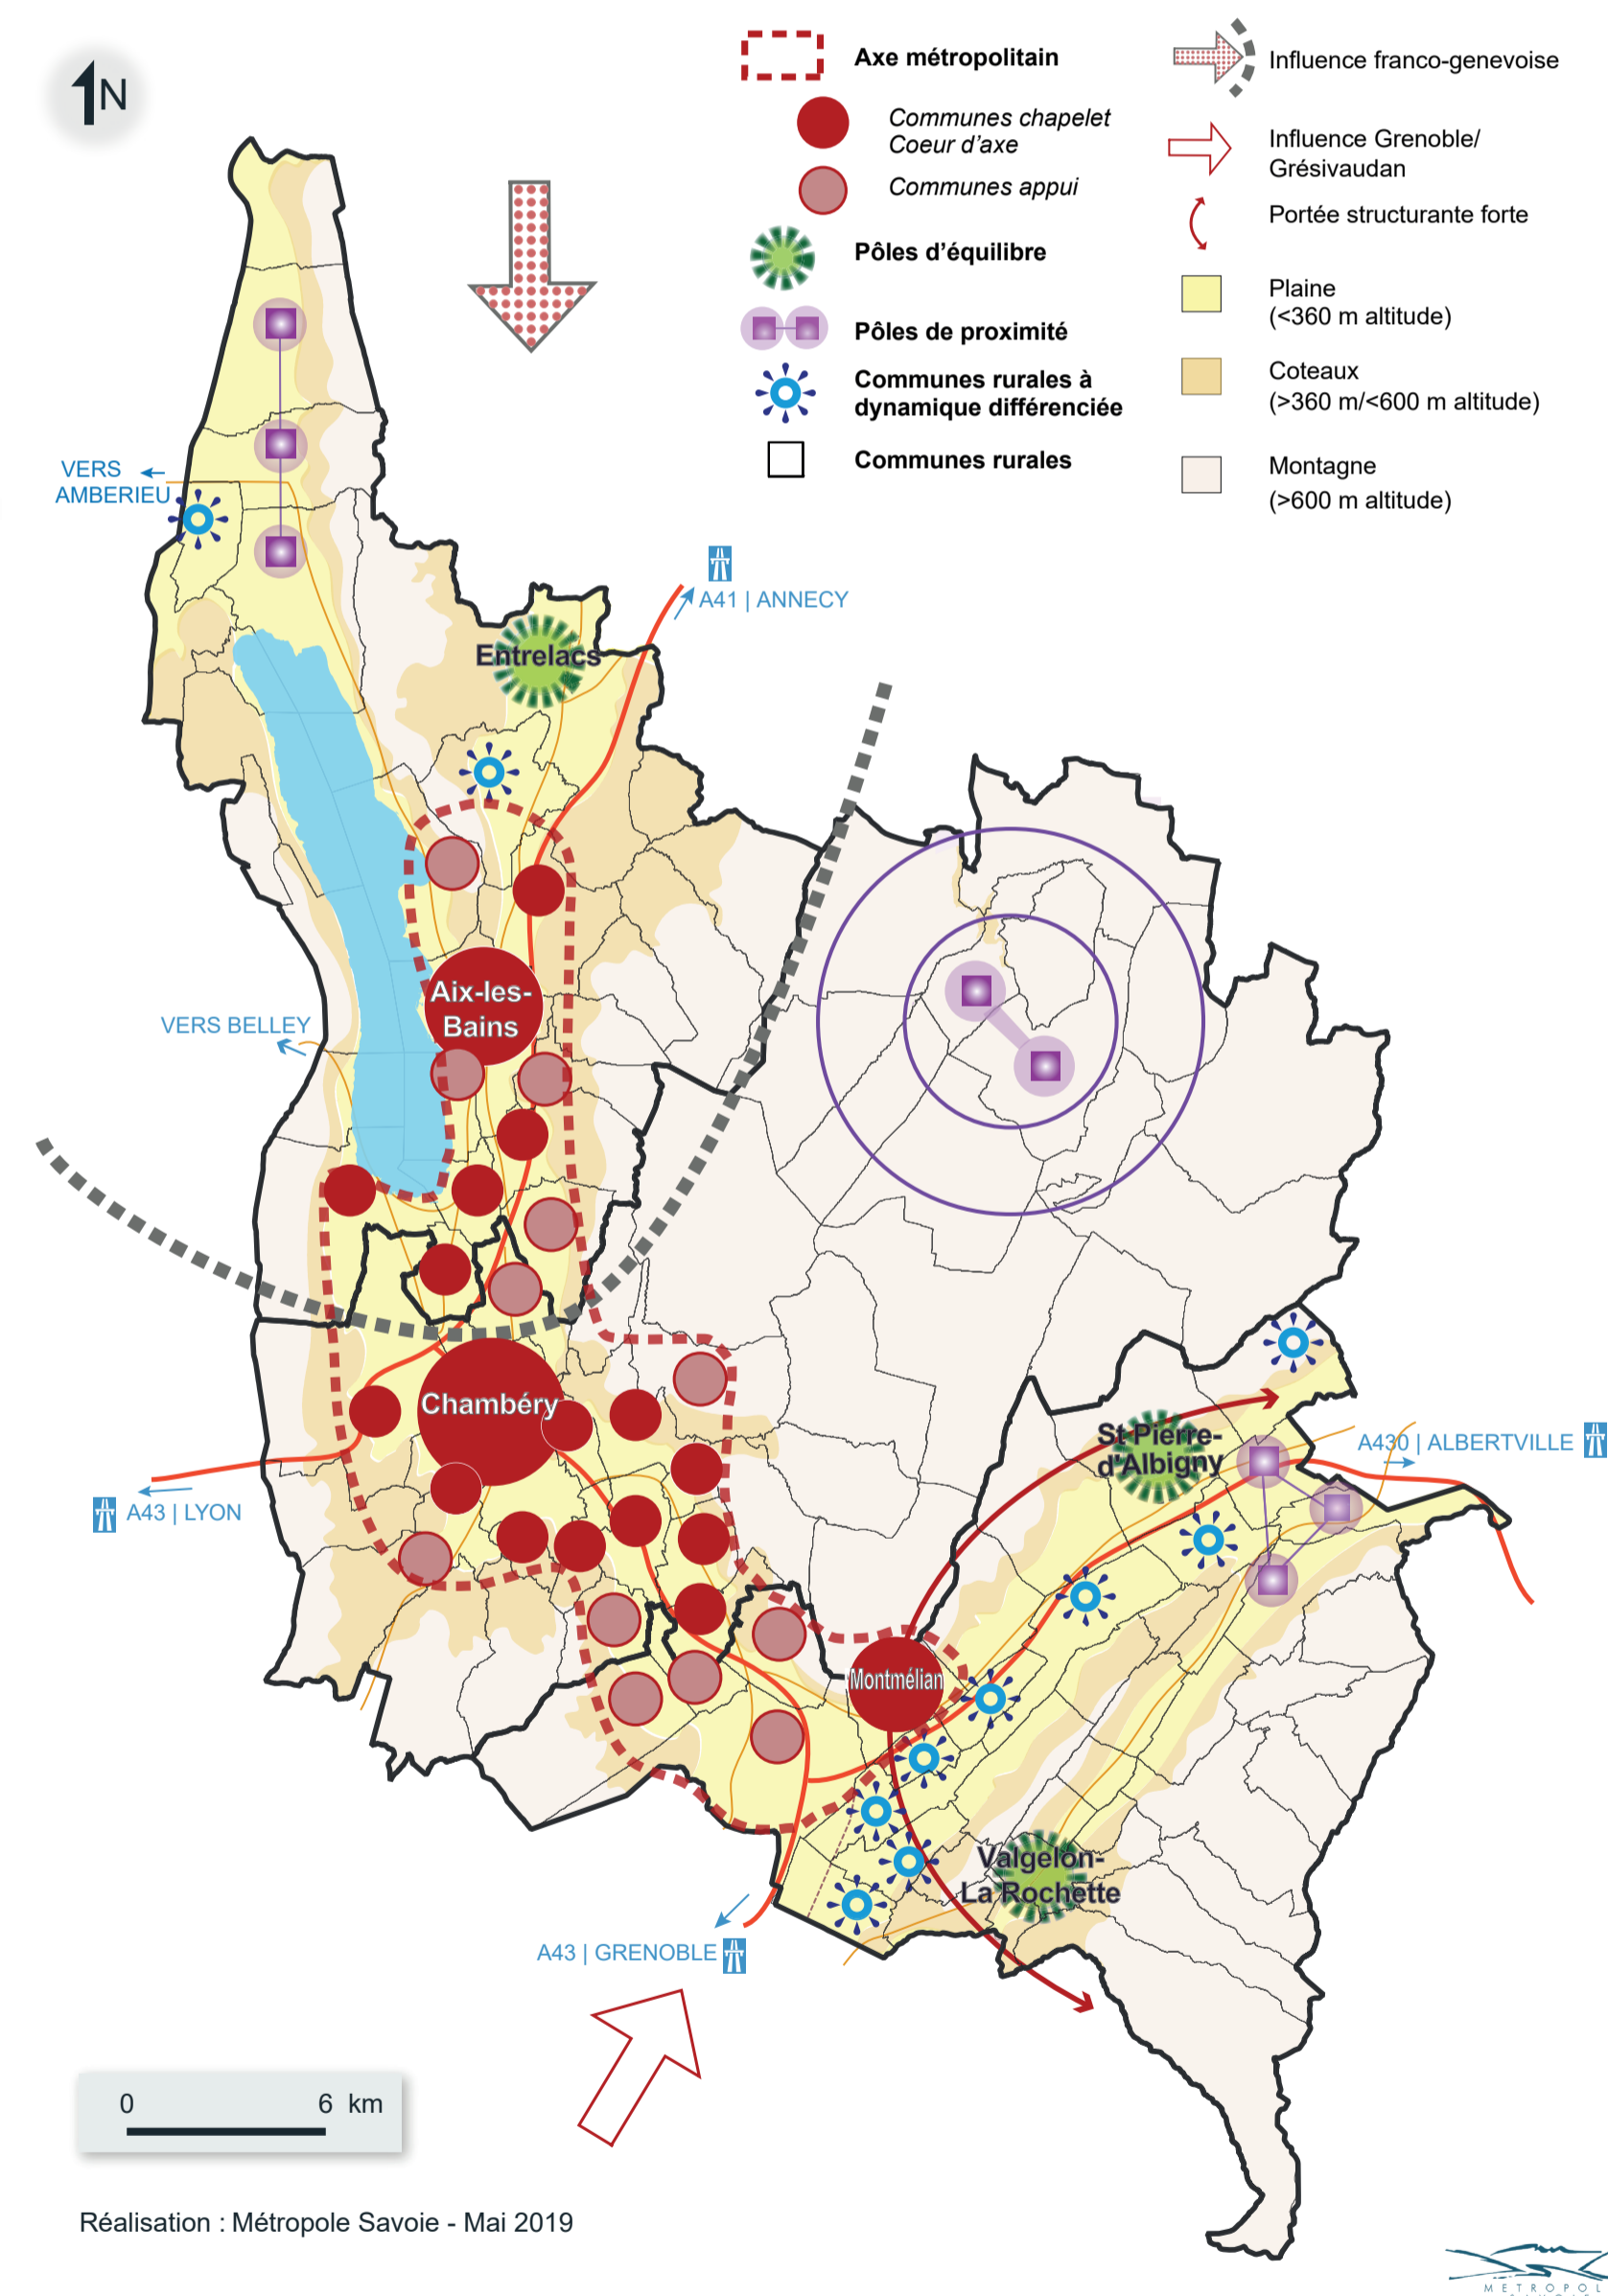 N
Axe métropolitain
Communes chapelet
Coeur d'axe
Communes appui
Pôles d'équilibre
Pôles de proximité
Communes rurales à
dynamique différenciée
Communes rurales
Influence franco-genevoise
Influence Grenoble/
Grésivaudan
Portée structurante forte
Plaine
(<360 m altitude)
Coteaux
(>360 m/<600 m altitude)
Montagne
(>600 m altitude)
VERS
AMBERIEU
A41 | ANNECY
Entrelacs
Aix-les-
Bains
VERS BELLEY
Chambéry
A43 | LYON
St-Pierre-
d'Albigny
A430 | ALBERTVILLE
Montmélian
Valgelon-
La Rochette
A43 | GRENOBLE
0 6 km
Réalisation : Métropole Savoie - Mai 2019